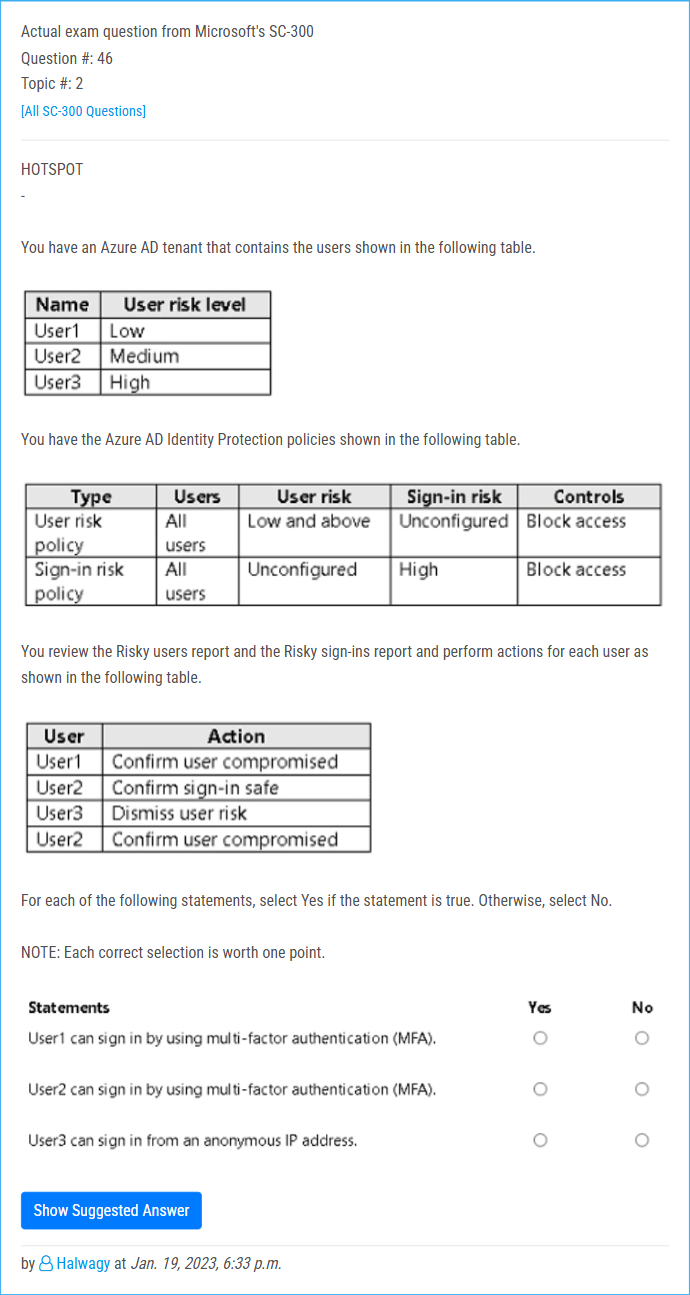 Actual exam question from Microsoft's SC-300
Question #: 46
Topic #: 2
[All SC-300 Questions]
HOTSPOT
-
You have an Azure AD tenant that contains the users shown in the following table.
Name User risk level
User1 Low
User2 Medium
User3 High
You have the Azure AD Identity Protection policies shown in the following table.
Type Users User risk Sign-in risk Controls
User risk All Low and above Unconfigured Block access
policy users
Sign-in risk All Unconfigured High Block access
policy users
You review the Risky users report and the Risky sign-ins report and perform actions for each user as
shown in the following table.
User Action
User1 Confirm user compromised
User2 Confirm sign-in safe
User3 Dismiss user risk
User2 Confirm user compromised
For each of the following statements, select Yes if the statement is true. Otherwise, select No.
NOTE: Each correct selection is worth one point.
Statements Yes No
User1 can sign in by using multi-factor authentication (MFA).
User2 can sign in by using multi-factor authentication (MFA).
User3 can sign in from an anonymous IP address.
Show Suggested Answer
by Halwagy at Jan. 19, 2023, 6:33 p.m.